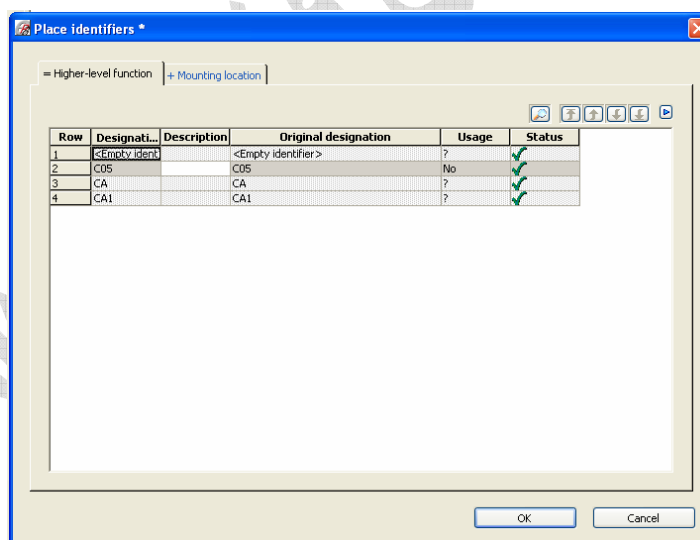 Place identifiers *
= Higher-level function + Mounting location
Row Designati... Description Original designation Usage Status
1 <Empty ident <Empty identifier> ?
2 C05 C05 No
3 CA CA ?
4 CA1 CA1 ?
OK Cancel